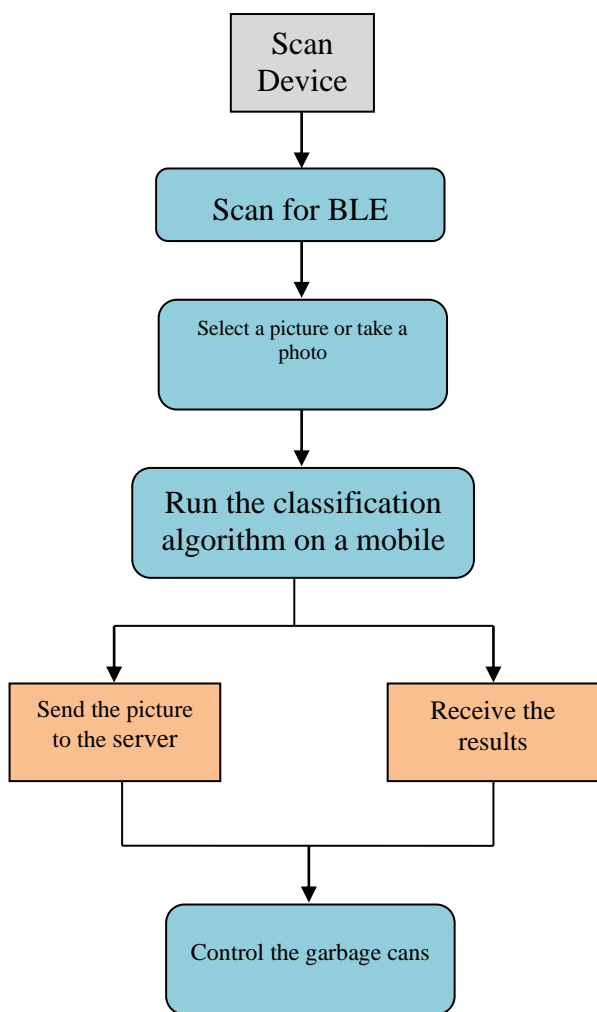 Scan
Device
Scan for BLE
Select a picture or take a
photo
Run the classification
algorithm on a mobile
Send the picture
to the server
Receive the
results
Control the garbage cans